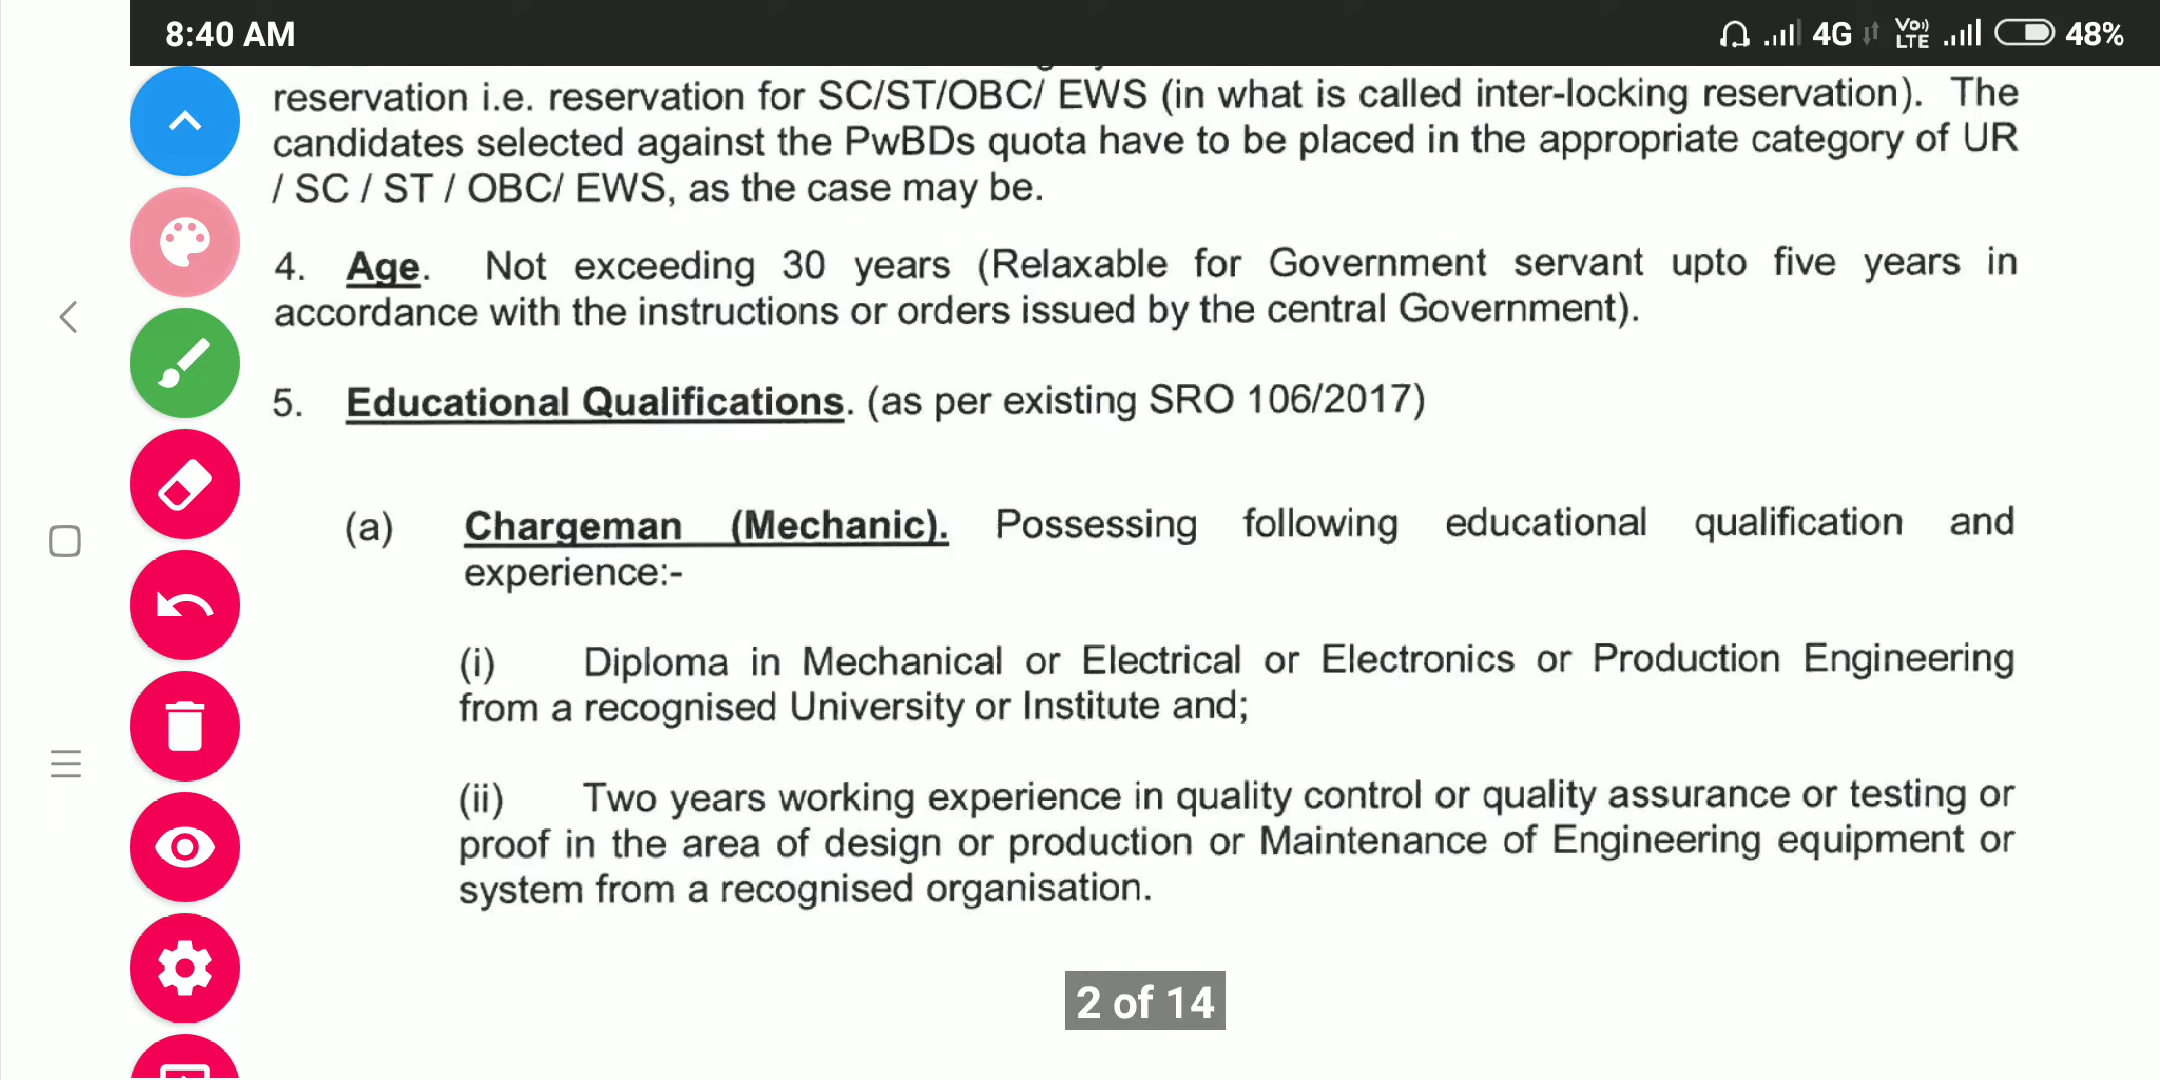 8:40 AM
4G VoLTE 48%
reservation i.e. reservation for SC/ST/OBC/ EWS (in what is called inter-locking reservation). The
candidates selected against the PwBDs quota have to be placed in the appropriate category of UR
/ SC / ST / OBC/ EWS, as the case may be.
4. Age. Not exceeding 30 years (Relaxable for Government servant upto five years in
accordance with the instructions or orders issued by the central Government).
5. Educational Qualifications. (as per existing SRO 106/2017)
(a) Chargeman (Mechanic). Possessing following educational qualification and
experience:-
(i) Diploma in Mechanical or Electrical or Electronics or Production Engineering
from a recognised University or Institute and;
(ii) Two years working experience in quality control or quality assurance or testing or
proof in the area of design or production or Maintenance of Engineering equipment or
system from a recognised organisation.
2 of 14